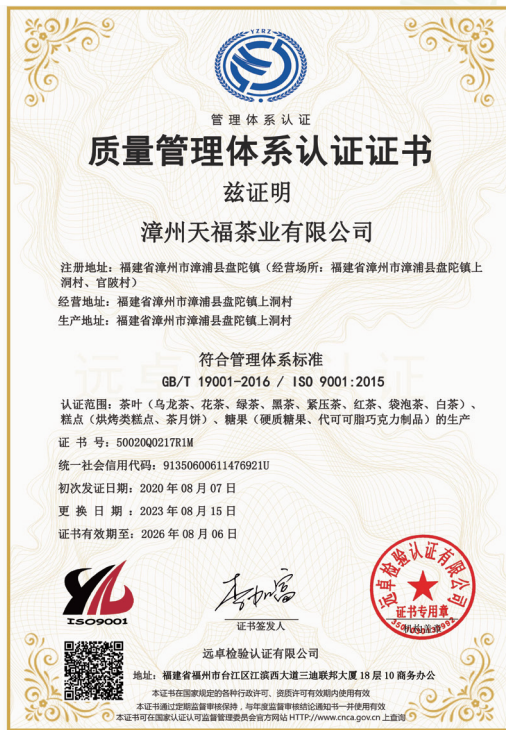 YZRZ
管理体系认证
质量管理体系认证证书
兹证明
漳州天福茶业有限公司
注册地址：福建省漳州市漳浦县盘陀镇（经营场所：福建省漳州市漳浦县盘陀镇上
洞村、官陂村）
经营地址：福建省漳州市漳浦县盘陀镇上洞村
生产地址：福建省漳州市漳浦县盘陀镇上洞村
符合管理体系标准
GB/T 19001-2016 / ISO 9001:2015
认证范围：茶叶（乌龙茶、花茶、绿茶、黑茶、紧压茶、红茶、袋泡茶、白茶）、
糕点（烘烤类糕点、茶月饼）、糖果（硬质糖果、代可可脂巧克力制品）的生产
证 书 号：50020Q0217R1M
统一社会信用代码：91350600611476921U
初次发证日期：2020 年 08 月 07 日
更 换 日 期：2023 年 08 月 15 日
证书有效期至：2026 年 08 月 06 日
ISO9001
证书签发人
远卓检验认证有限公司
证书专用章
远卓检验认证有限公司
地址：福建省福州市台江区江滨西大道三迪联邦大厦 18 层 10 商务办公
本证书在国家规定的各种行政许可、资质许可有效期内使用有效
本证书通过定期监督审核保持，与年度监督审核结论通知书一并使用有效
本证书可在国家认证认可监督管理委员会官方网站 HTTP://www.cnca.gov.cn 上查询